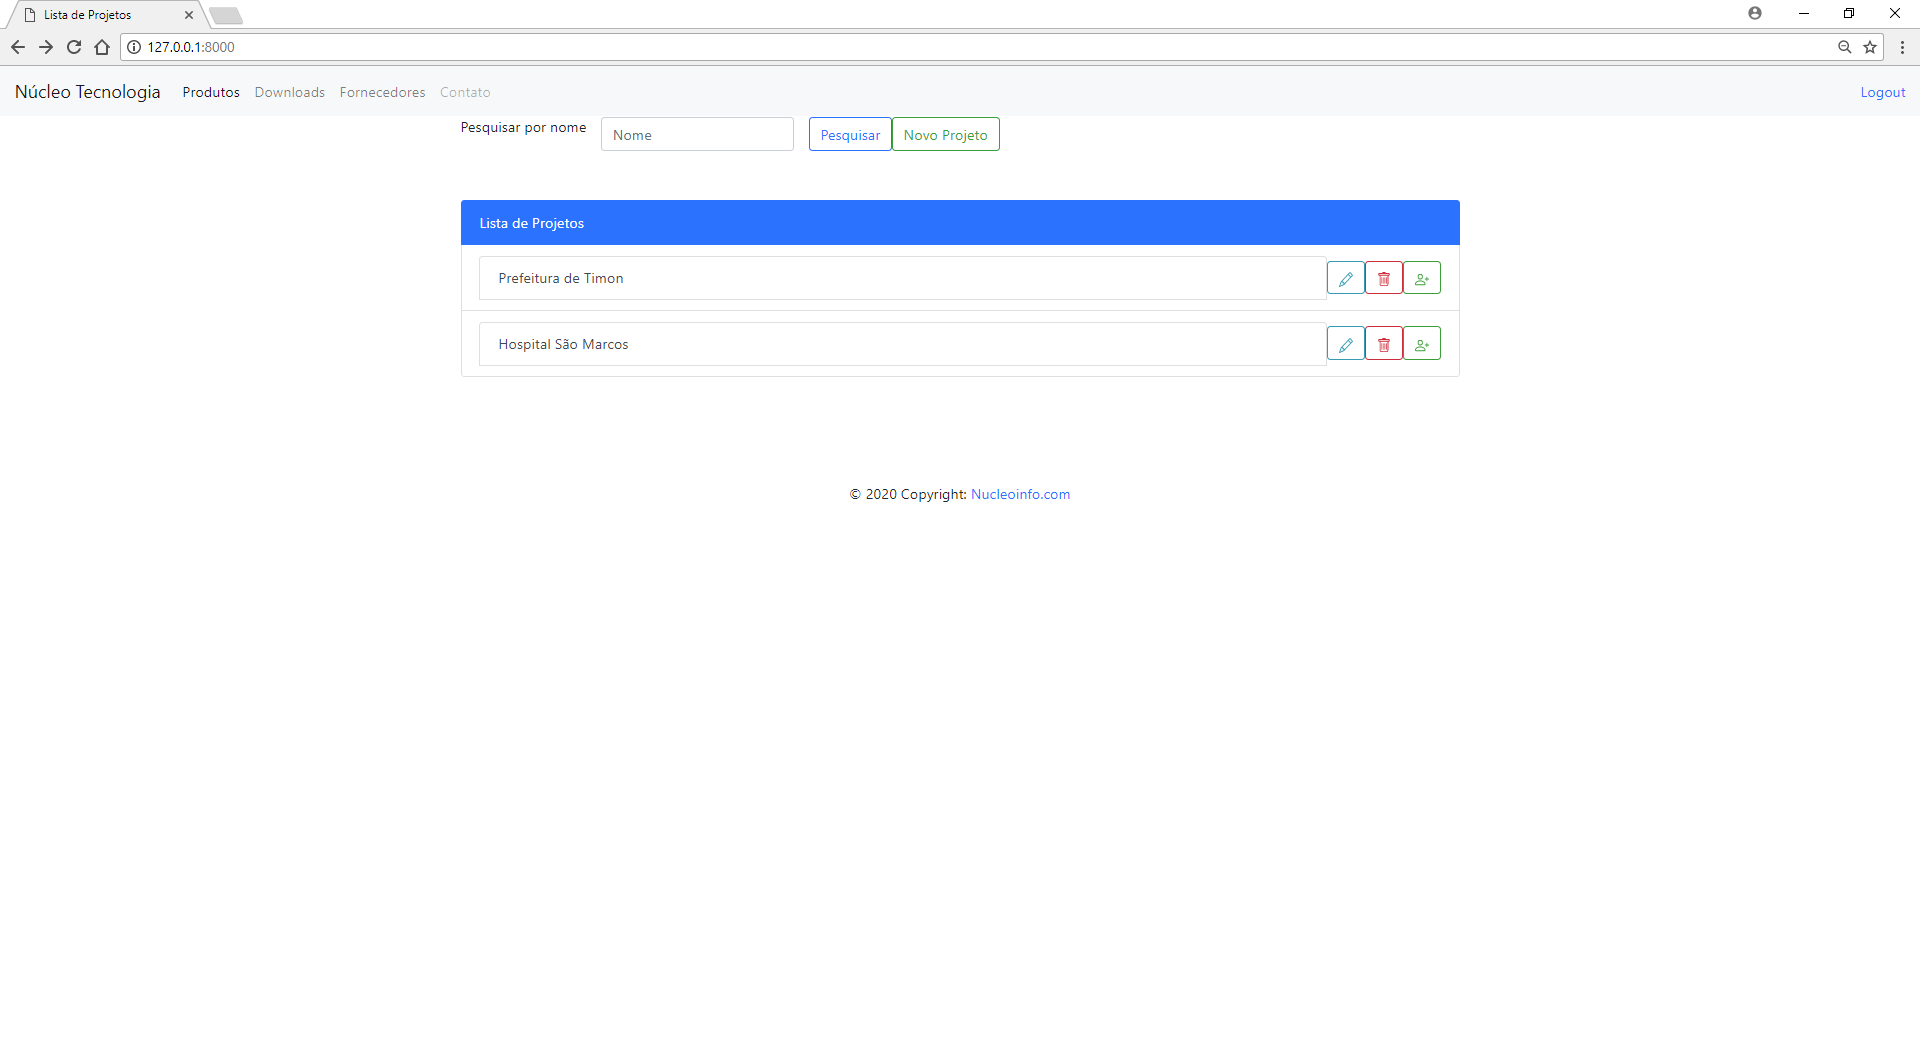 Lista de Projetos
127.0.0.1:8000
Núcleo Tecnologia Produtos Downloads Fornecedores Contato Logout
Pesquisar por nome Nome Pesquisar Novo Projeto
Lista de Projetos
Prefeitura de Timon
Hospital São Marcos
© 2020 Copyright: Nucleoinfo.com